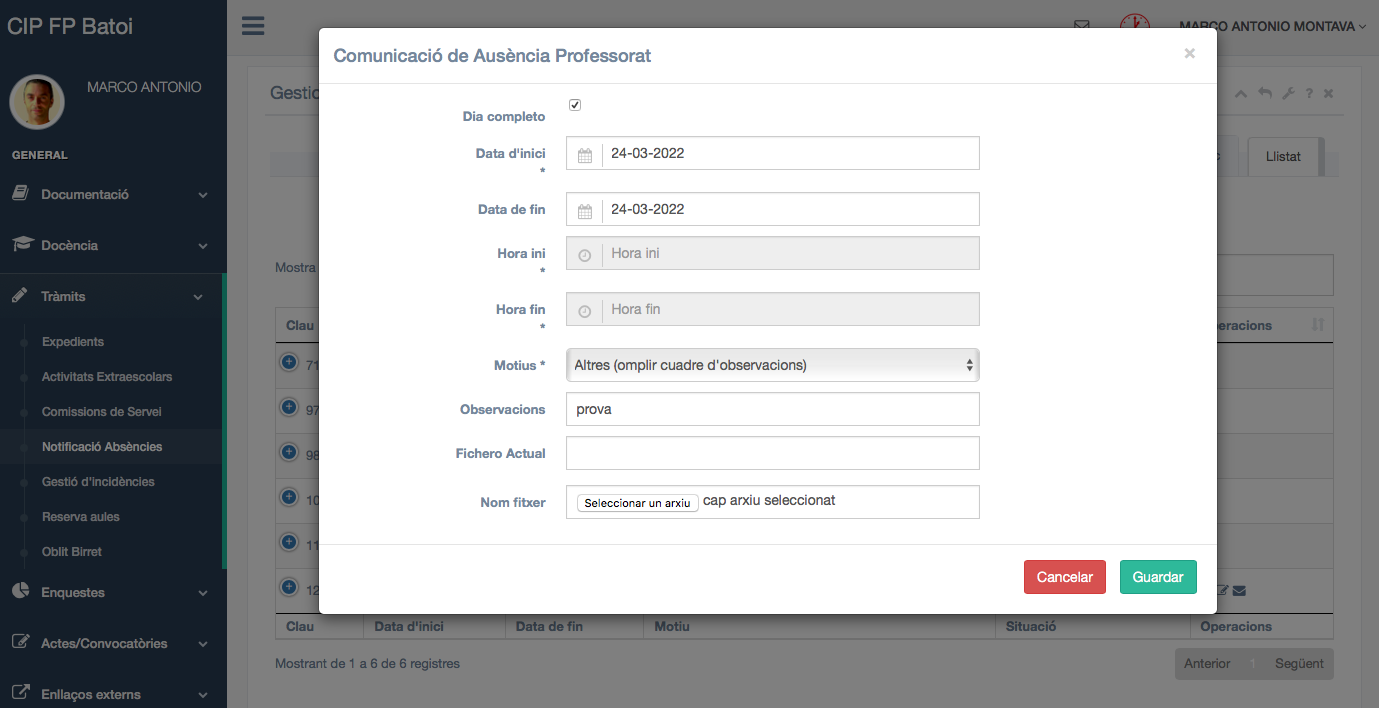 CIP FP Batoi
MARCO ANTONIO MONTAVA
MARCO ANTONIO
GENERAL
Documentació
Docència
Tràmits
Expedients
Activitats Extraescolars
Comissions de Servei
Notificació Absències
Gestió d'incidències
Reserva aules
Oblit Birret
Enquestes
Actes/Convocatòries
Enllaços externs
Comunicació de Ausència Professorat
×
Dia completo
Data d'inici
*
24-03-2022
Data de fin
24-03-2022
Hora ini
*
Hora ini
Hora fin
*
Hora fin
Motius *
Altres (omplir cuadre d'observacions)
Observacions
prova
Fichero Actual
Nom fitxer
Seleccionar un arxiu
cap arxiu seleccionat
Cancelar
Guardar
Llistat
Mostra
Clau
71
97
98
10
11
12
Clau
Data d'inici
Data de fin
Motiu
Situació
Operacions
Mostrant de 1 a 6 de 6 registres
Anterior
1
Següent